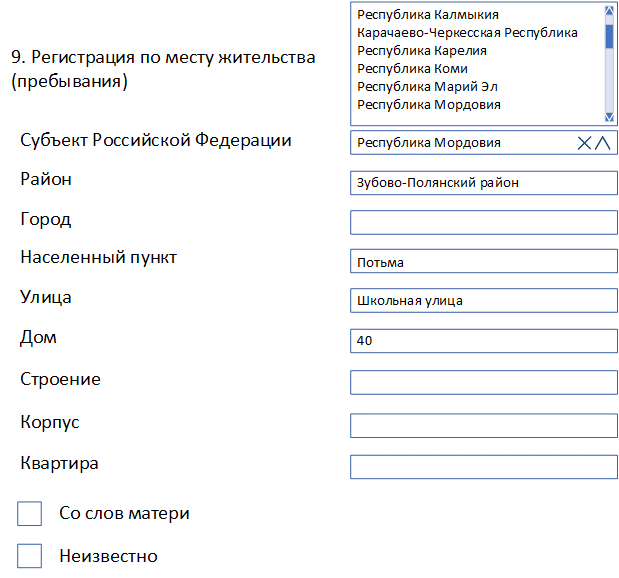 Республика Калмыкия
Карачаево-Черкесская Республика
Республика Карелия
Республика Коми
Республика Марий Эл
Республика Мордовия
9. Регистрация по месту жительства
(пребывания)
Субъект Российской Федерации
Республика Мордовия
Район
Зубово-Полянский район
Город
Населенный пункт
Потьма
Улица
Школьная улица
Дом
40
Строение
Корпус
Квартира
Со слов матери
Неизвестно